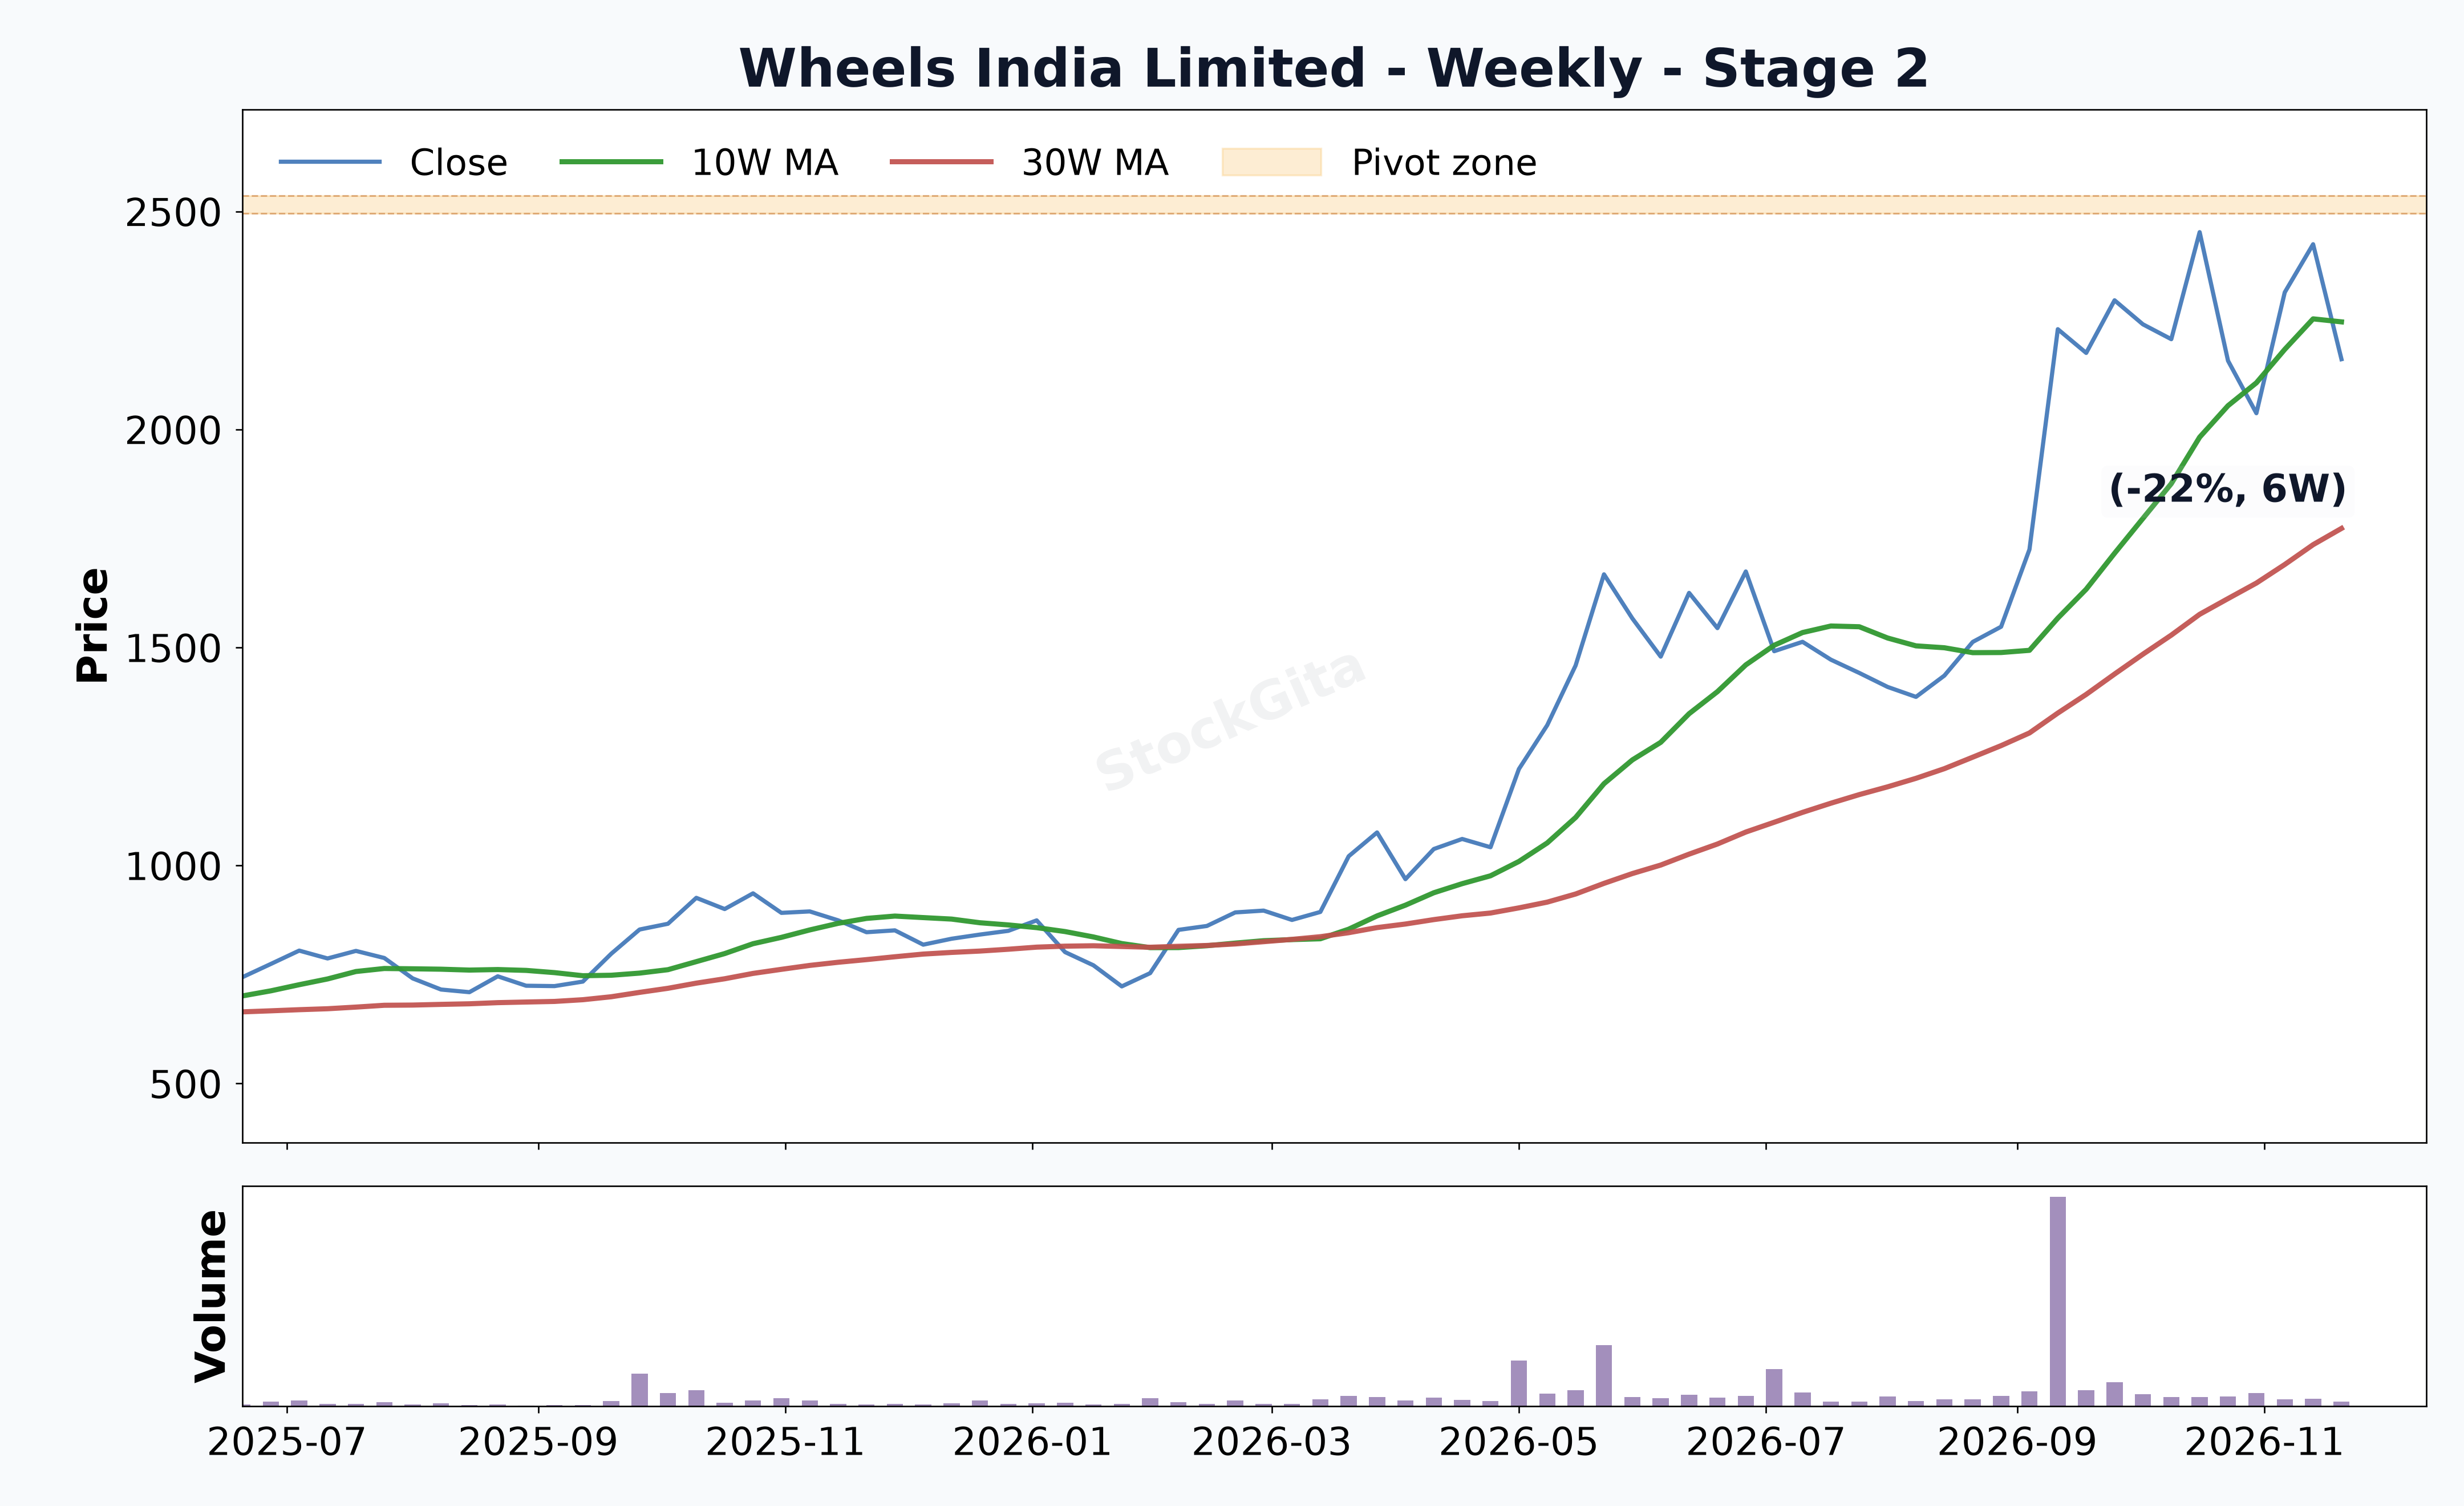 Wheels India Limited - Weekly - Stage 2
Close 10W MA 30W MA Pivot zone
2500
2000
1500
1000
500
Price
(-22%, 6W)
StockGita
Volume
2025-07 2025-09 2025-11 2026-01 2026-03 2026-05 2026-07 2026-09 2026-11